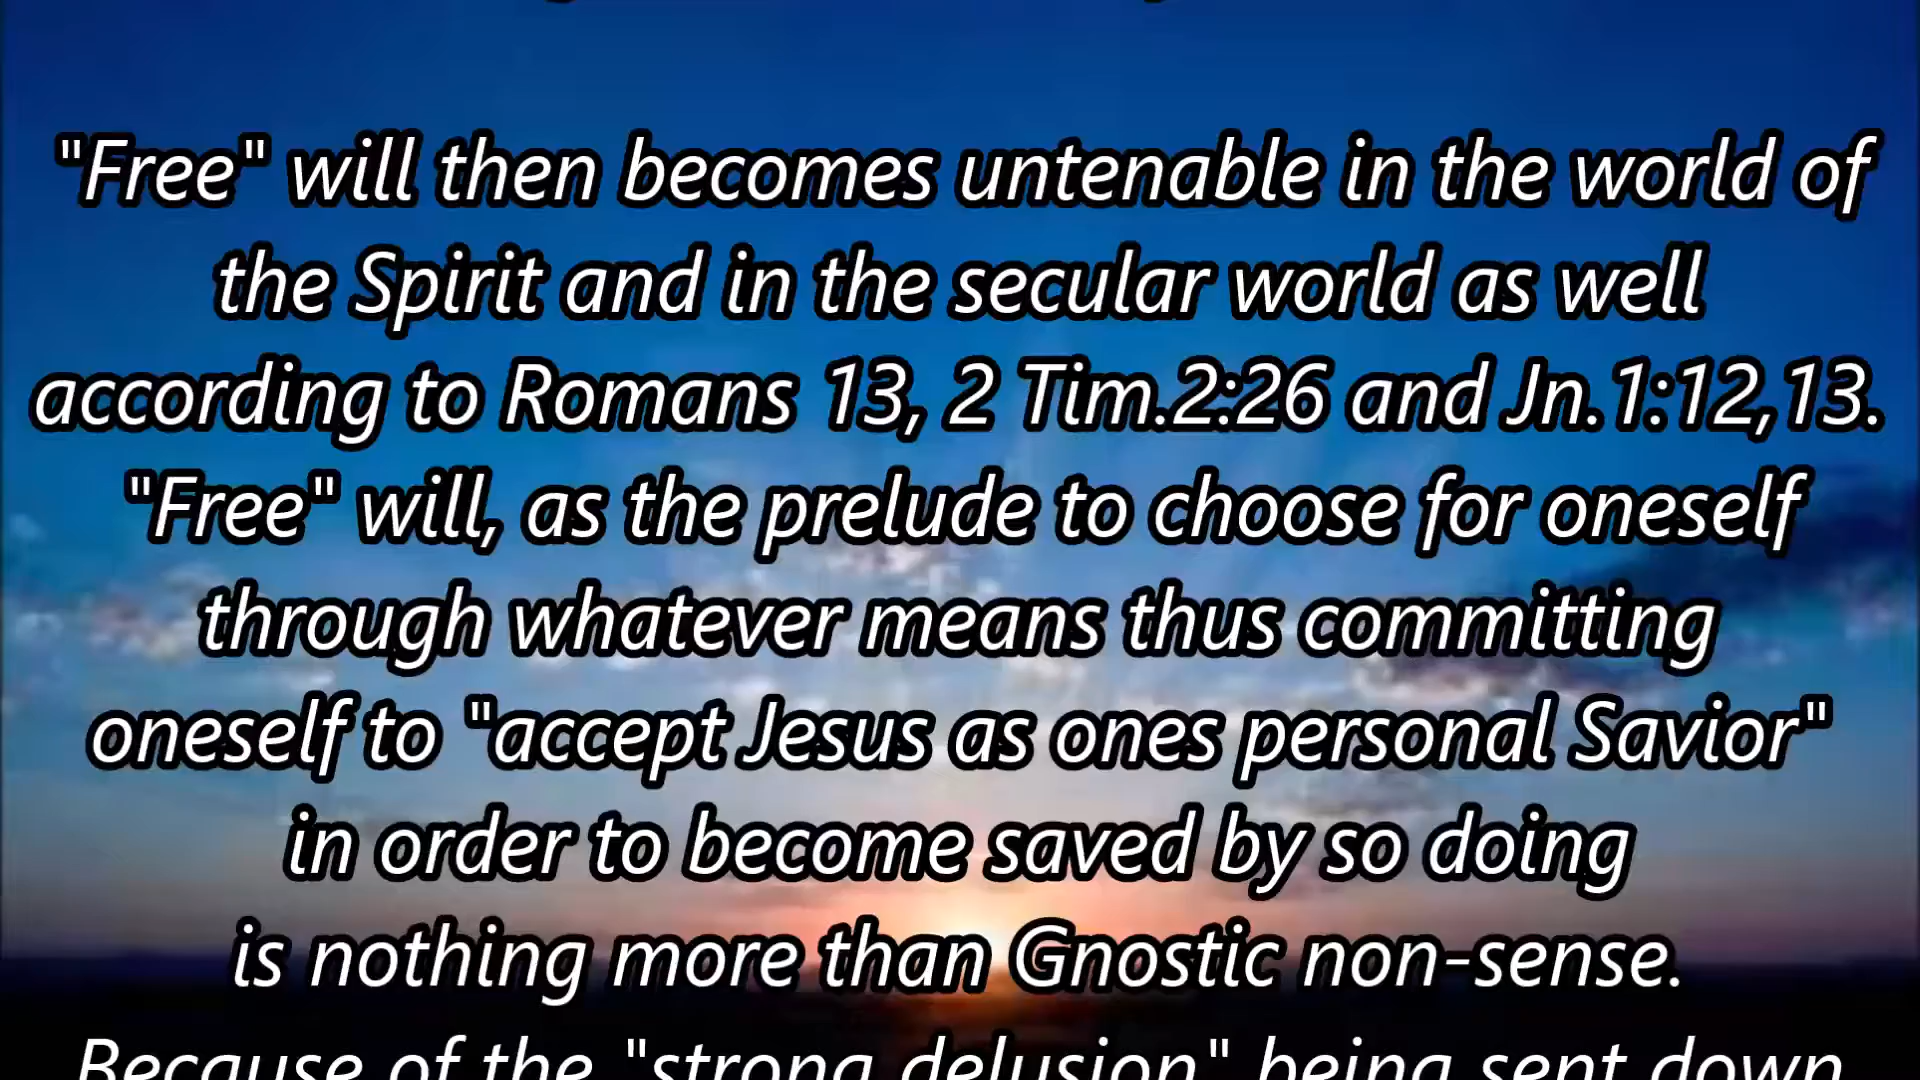 "Free" will then becomes untenable in the world of
the Spirit and in the secular world as well
according to Romans 13, 2 Tim.2:26 and Jn.1:12,13.
"Free" will, as the prelude to choose for oneself
through whatever means thus committing
oneself to "accept Jesus as ones personal Savior"
in order to become saved by so doing
is nothing more than Gnostic non-sense.
Because of the "strong delusion" being sent down